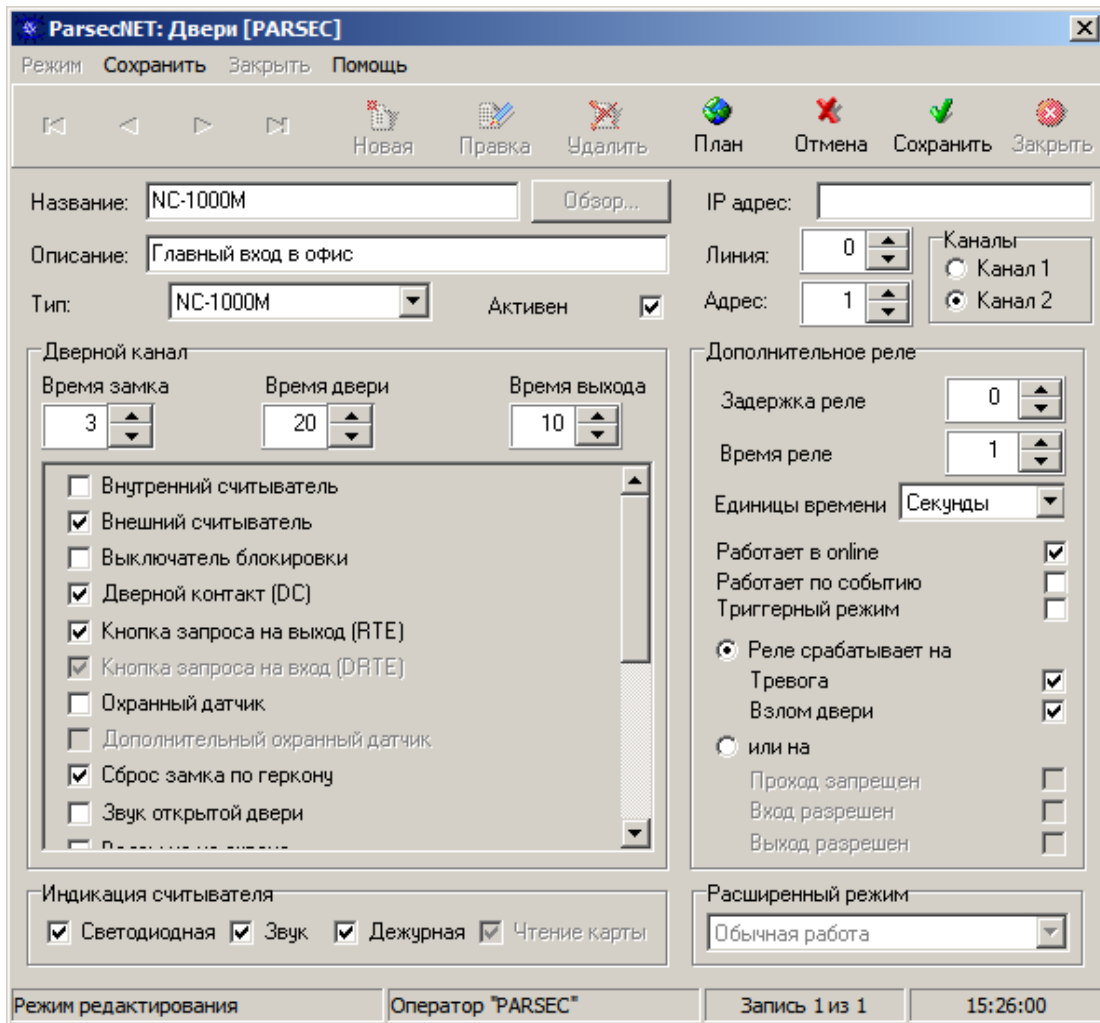 ParsecNET: Двери [PARSEC]
Режим Сохранить Закрыть Помощь
Новая Правка Удалить План Отмена Сохранить Закрыть
Название: NC-1000M Обзор... IP адрес:
Описание: Главный вход в офис Линия: 0 Каналы
Канал 1
Тип: NC-1000M Активен Адрес: 1 Канал 2
Дверной канал
Время замка Время двери Время выхода
3 20 10
Внутренний считыватель
Внешний считыватель
Выключатель блокировки
Дверной контакт (DC)
Кнопка запроса на выход (RTE)
Кнопка запроса на вход (DRTE)
Охранный датчик
Дополнительный охранный датчик
Сброс замка по геркону
Звук открытой двери
Дополнительное реле
Задержка реле 0
Время реле 1
Единицы времени Секунды
Работает в online
Работает по событию
Триггерный режим
Реле срабатывает на
Тревога
Взлом двери
или на
Проход запрещен
Вход разрешен
Выход разрешен
Индикация считывателя
Светодиодная Звук Дежурная Чтение карты
Расширенный режим
Обычная работа
Режим редактирования Оператор "PARSEC" Запись 1 из 1 15:26:00